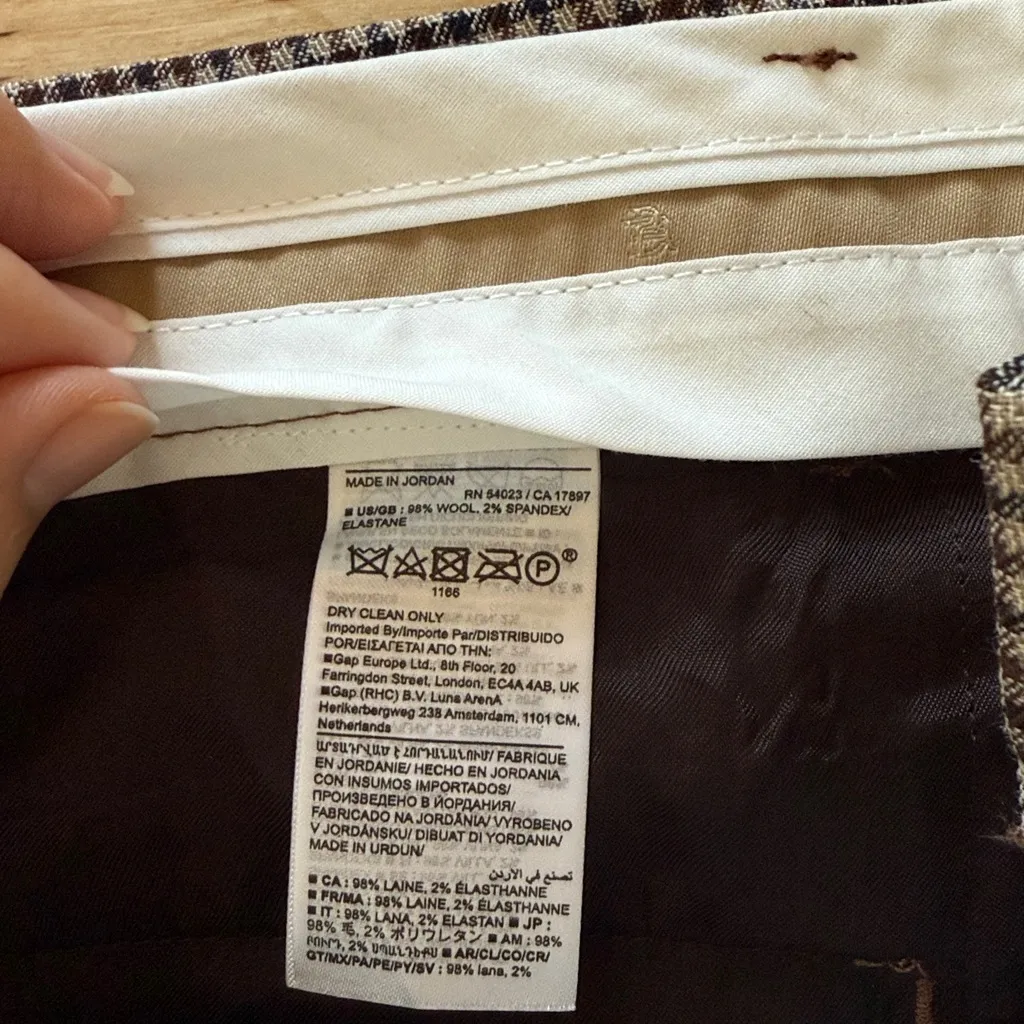 MADE IN JORDAN
RN 54023 / CA 17897
■ US/GB : 98% WOOL, 2% SPANDEX/
ELASTANE
P ®
1166
DRY CLEAN ONLY
Imported By/Importe Par/DISTRIBUIDO
POR/ΕΙΣΑΓΕΤΑΙ ΑΠΟ ΤΗΝ:
■Gap Europe Ltd., 8th Floor, 20
Farringdon Street, London, EC4A 4AB, UK
■Gap (RHC) B.V. Luna ArenA
Herikerbergweg 238 Amsterdam, 1101 CM,
Netherlands
ԱՐՏԱԴՐՎԱԾ Է ՀՈՐԴԱՆԱՆՈՒՄ/ FABRIQUE
EN JORDANIE/ HECHO EN JORDANIA
CON INSUMOS IMPORTADOS/
ПРОИЗВЕДЕНО В ЙОРДАНИЯ/
FABRICADO NA JORDÂNIA/ VYROBENO
V JORDÁNSKU/ DIBUAT DI YORDANIA/
MADE IN URDUN/
تصنع في الاردن
■ CA : 98% LAINE, 2% ÉLASTHANNE
■ FR/MA : 98% LAINE, 2% ÉLASTHANNE
■ IT : 98% LANA, 2% ELASTAN ■ JP :
98% 毛, 2% ポリウレタン ■ AM : 98%
ԲՈՒՐԴ, 2% ՍՊԱՆԴԵՔՍ ■ AR/CL/CO/CR/
GT/MX/PA/PE/PY/SV : 98% lana, 2%